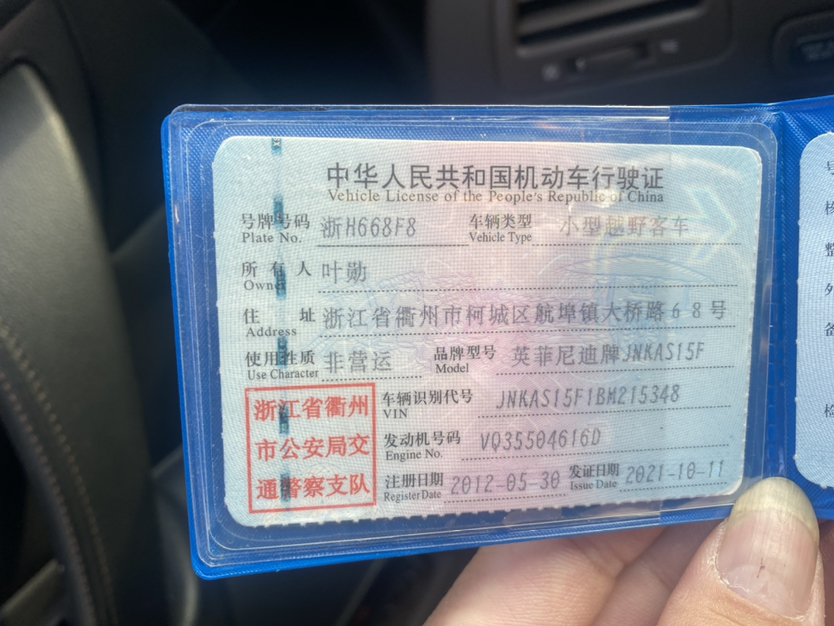 中华人民共和国机动车行驶证
Vehicle License of the People's Republic of China
号牌号码 浙H668F8 车辆类型 小型越野客车
Plate No. Vehicle Type
所有人 叶勋
Owner
住址 浙江省衢州市柯城区航埠镇大桥路68号
Address
使用性质 非营运 品牌型号 英菲尼迪牌JNKAS15F
Use Character Model
浙江省衢州
市公安局交
通警察支队
车辆识别代号 JNKAS15F1BM215348
VIN
发动机号码 VQ35504616D
Engine No.
注册日期 2012-05-30 发证日期 2021-10-11
Register Date Issue Date